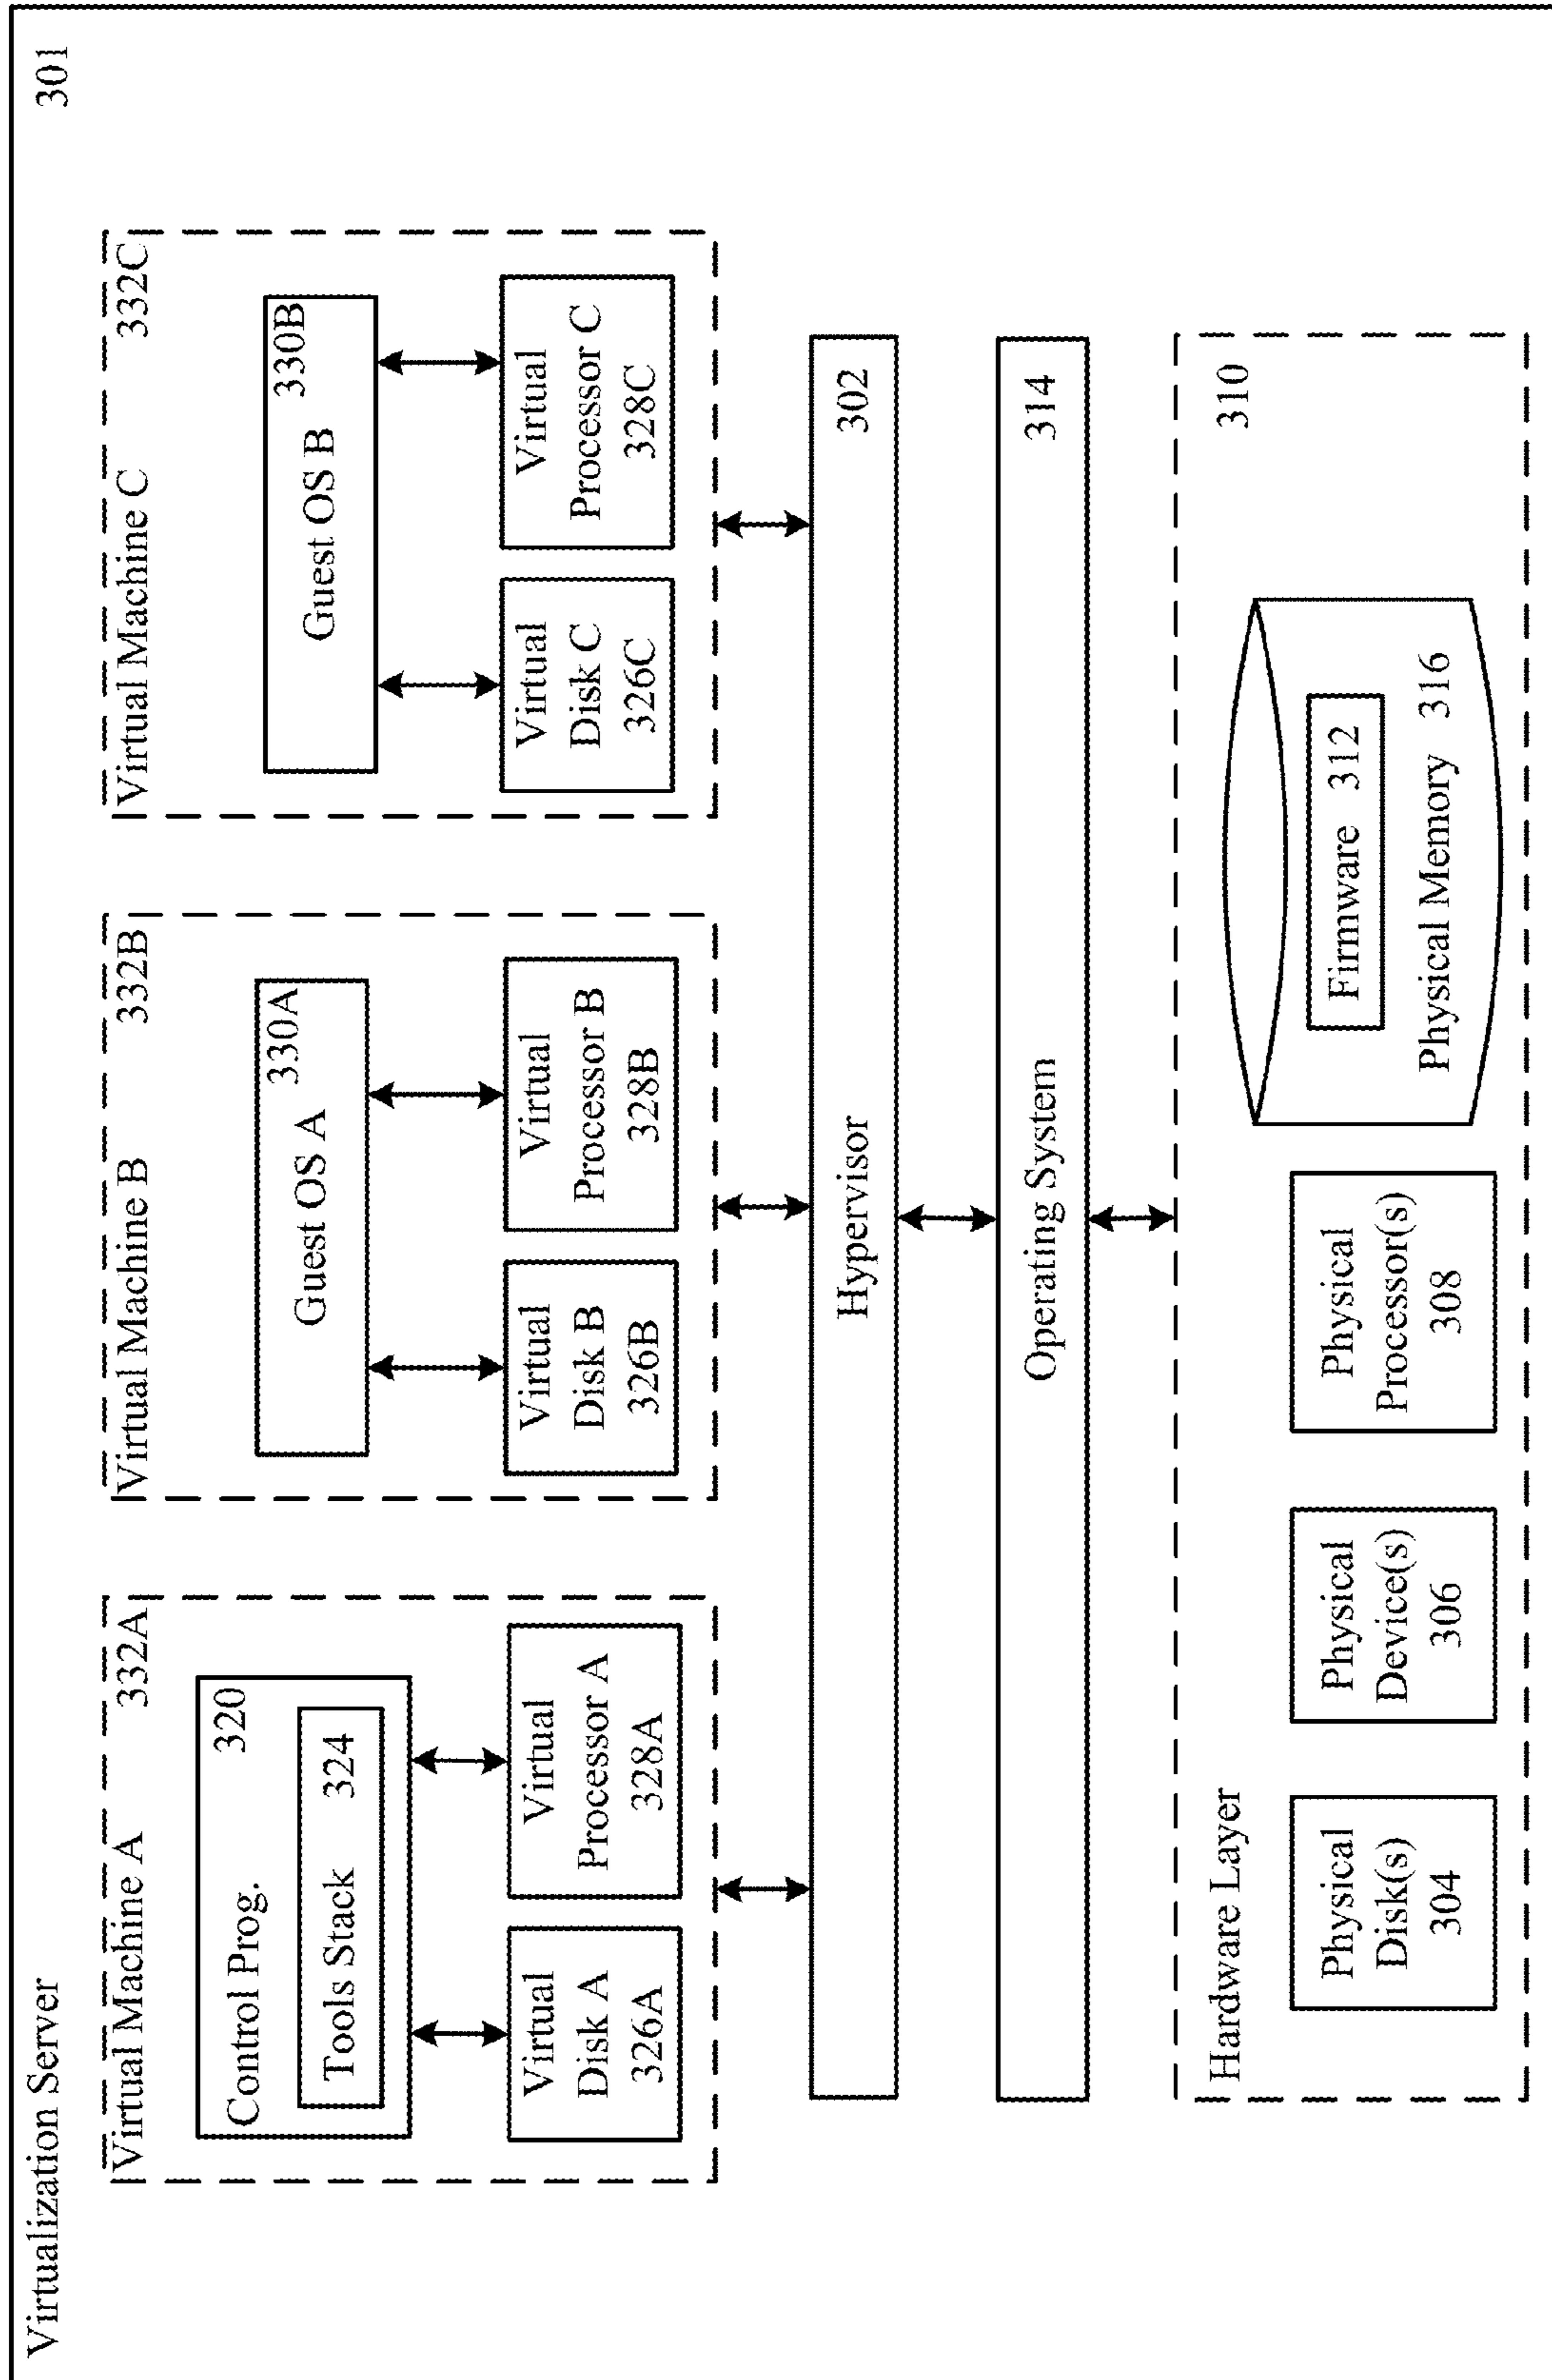 Virtualization Server
301
Virtual Machine A 332A
Control Prog. 320
Tools Stack 324
Virtual
Disk A
326A
Virtual
Processor A
328A
Virtual Machine B 332B
330A
Guest OS A
Virtual
Disk B
326B
Virtual
Processor B
328B
Virtual Machine C 332C
330B
Guest OS B
Virtual
Disk C
326C
Virtual
Processor C
328C
Hypervisor 302
Operating System 314
Hardware Layer 310
Physical
Disk(s)
304
Physical
Device(s)
306
Physical
Processor(s)
308
Firmware 312
Physical Memory 316